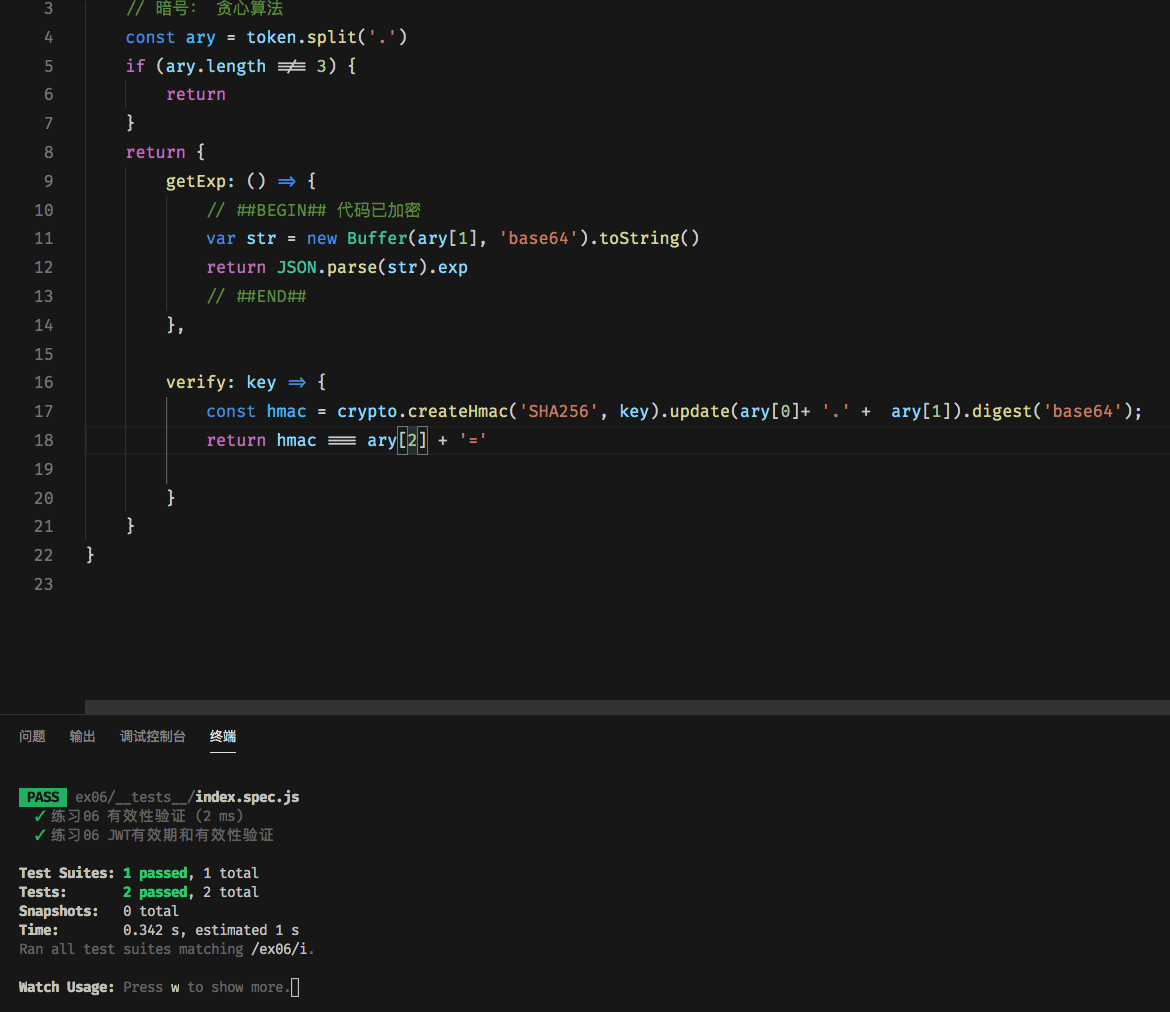 3 // 暗号： 贪心算法
4 const ary = token.split('.')
5 if (ary.length !== 3) {
6 return
7 }
8 return {
9 getExp: () => {
10 // ##BEGIN## 代码已加密
11 var str = new Buffer(ary[1], 'base64').toString()
12 return JSON.parse(str).exp
13 // ##END##
14 },
15
16 verify: key => {
17 const hmac = crypto.createHmac('SHA256', key).update(ary[0]+ '.' +  ary[1]).digest('base64');
18 return hmac === ary[2] + '='
19
20 }
21 }
22 }
23
问题 输出 调试控制台 终端
PASS ex06/__tests__/index.spec.js
✓ 练习06 有效性验证 (2 ms)
✓ 练习06 JWT有效期和有效性验证
Test Suites: 1 passed, 1 total
Tests: 2 passed, 2 total
Snapshots: 0 total
Time: 0.342 s, estimated 1 s
Ran all test suites matching /ex06/i.
Watch Usage: Press w to show more.